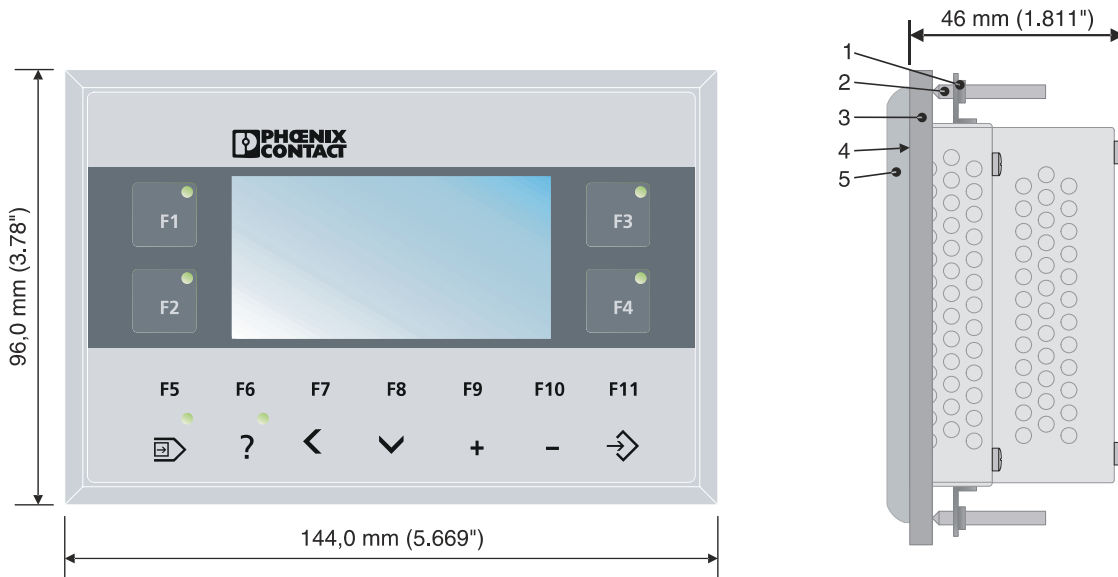 46 mm (1.811")
1
2
3
4
5
PHŒNIX
CONTACT
F1
F3
F2
F4
96,0 mm (3.78")
F5 F6 F7 F8 F9 F10 F11
? + –
144,0 mm (5.669")